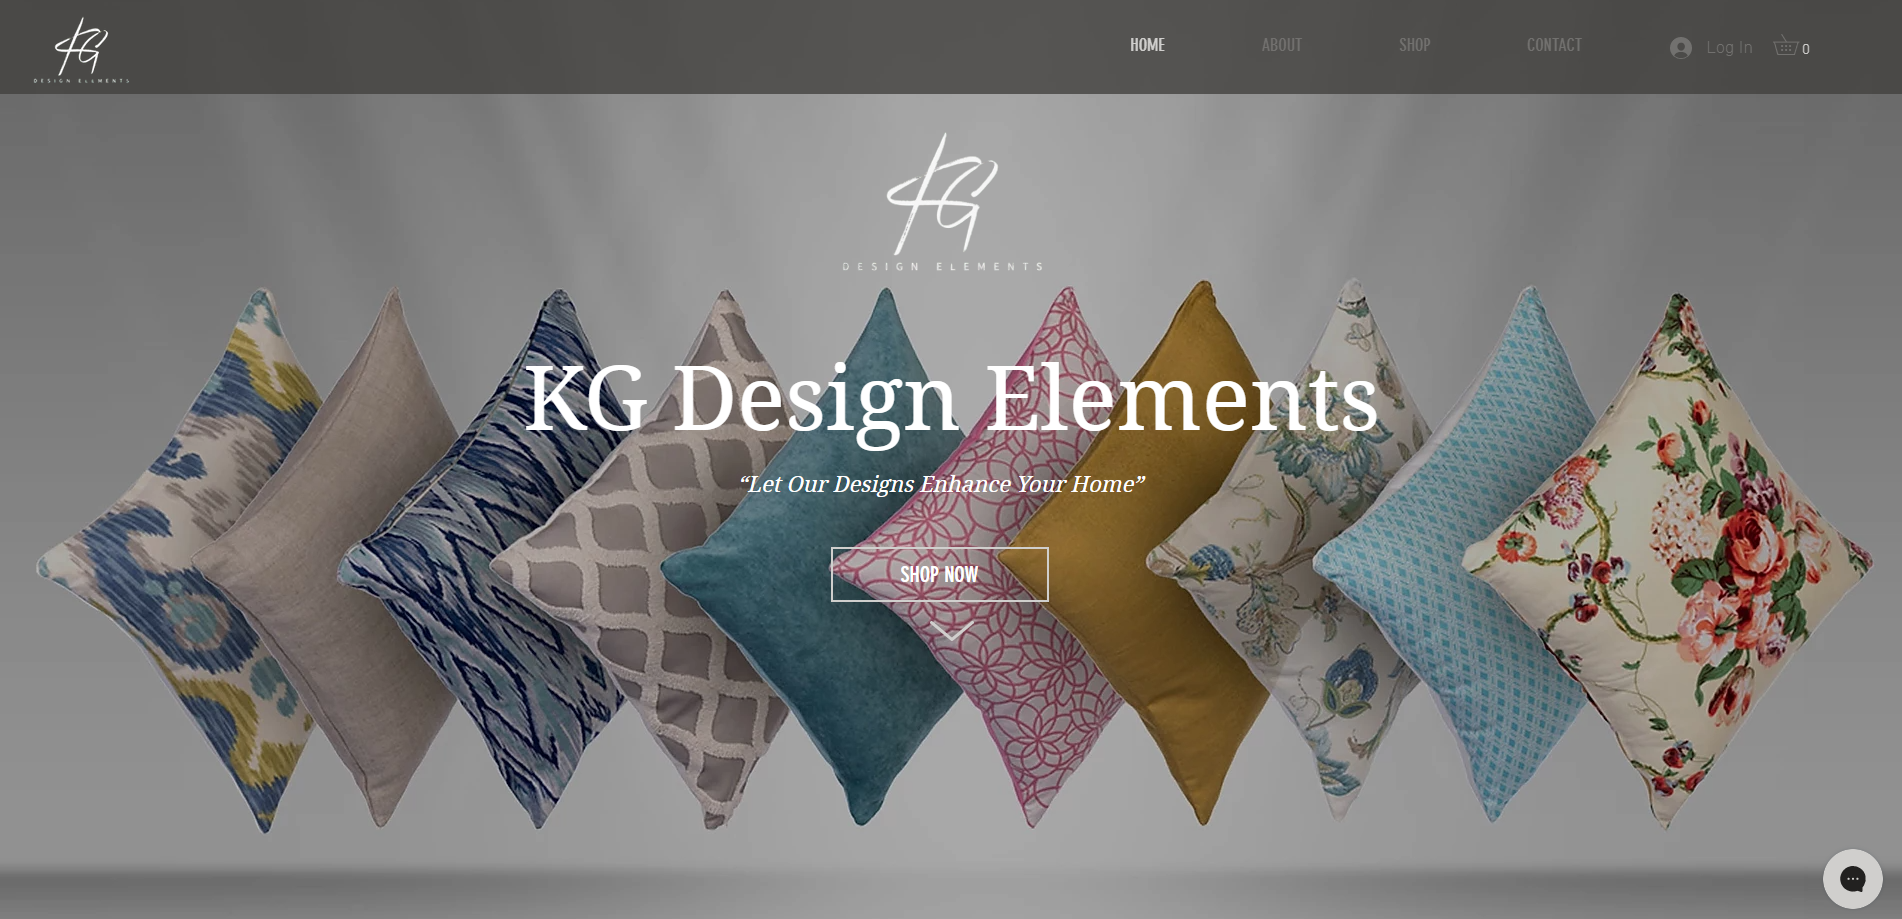 KG
DESIGN ELEMENTS
HOME
ABOUT
SHOP
CONTACT
Log In
0
KG
DESIGN ELEMENTS
KG Design Elements
“Let Our Designs Enhance Your Home”
SHOP NOW